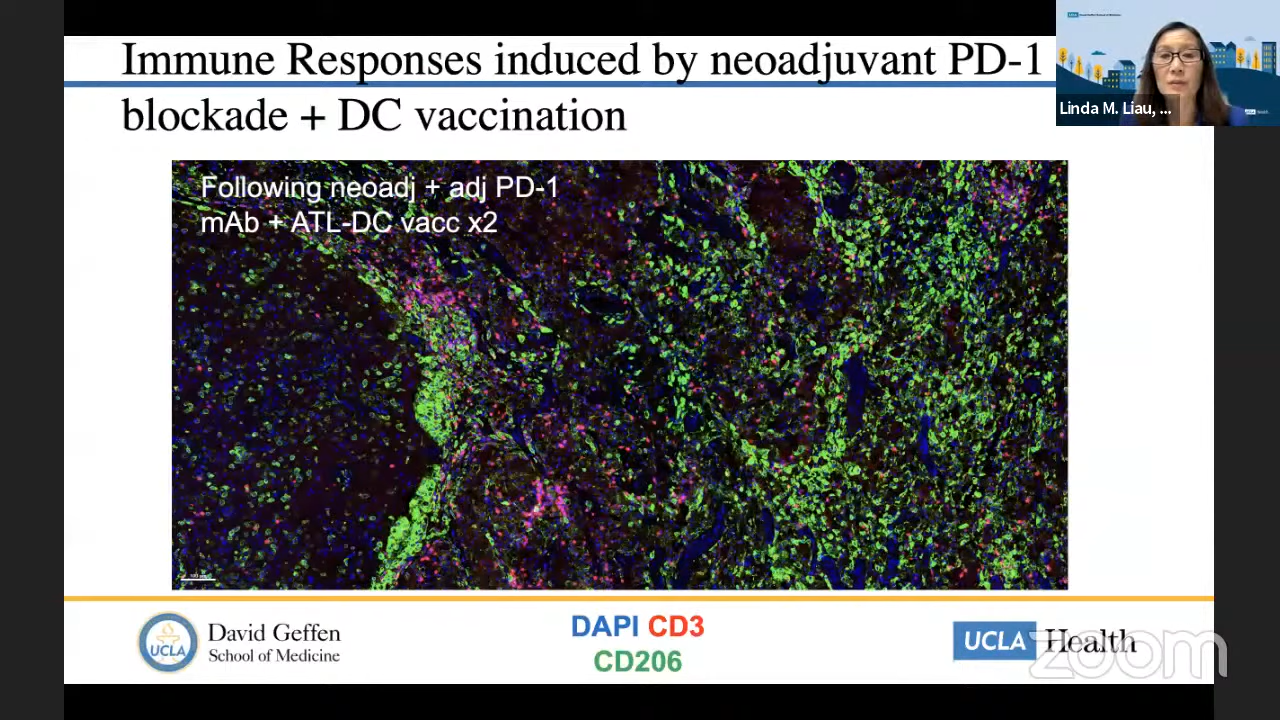 Immune Responses induced by neoadjuvant PD-1
blockade + DC vaccination
Linda M. Liau, ...
Following neoadj + adj PD-1
mAb + ATL-DC vacc x2
UCLA
David Geffen
School of Medicine
DAPI CD3
CD206
UCLA Health
zoom